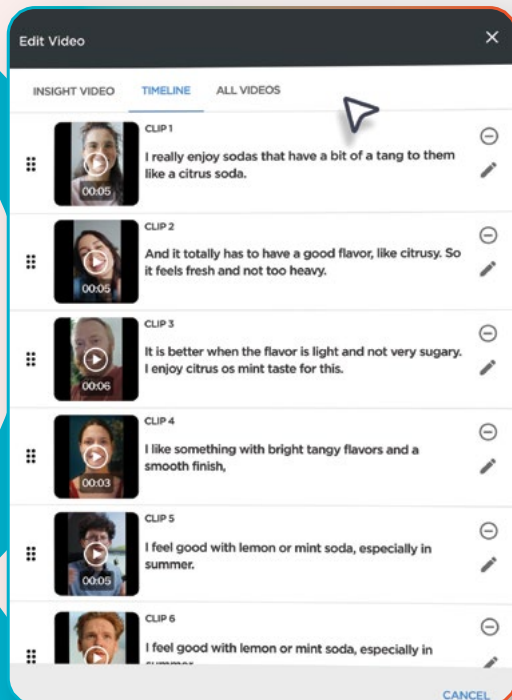 Edit Video
INSIGHT VIDEO TIMELINE ALL VIDEOS
CLIP 1
I really enjoy sodas that have a bit of a tang to them
like a citrus soda.
00:05
CLIP 2
And it totally has to have a good flavor, like citrusy. So
it feels fresh and not too heavy.
00:05
CLIP 3
It is better when the flavor is light and not very sugary.
I enjoy citrus os mint taste for this.
00:06
CLIP 4
I like something with bright tangy flavors and a
smooth finish,
00:03
CLIP 5
I feel good with lemon or mint soda, especially in
summer.
00:05
CLIP 6
I feel good with lemon or mint soda, especially in
summer
CANCEL